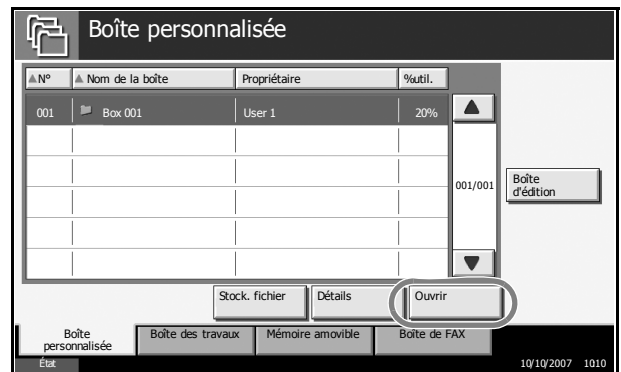 Boîte personnalisée
N° Nom de la boîte Propriétaire %util.
001 Box 001 User 1 20%
001/001
Boîte
d'édition
Stock. fichier Détails Ouvrir
Boîte
personnalisée
Boîte des travaux Mémoire amovible Boîte de FAX
État 10/10/2007 1010